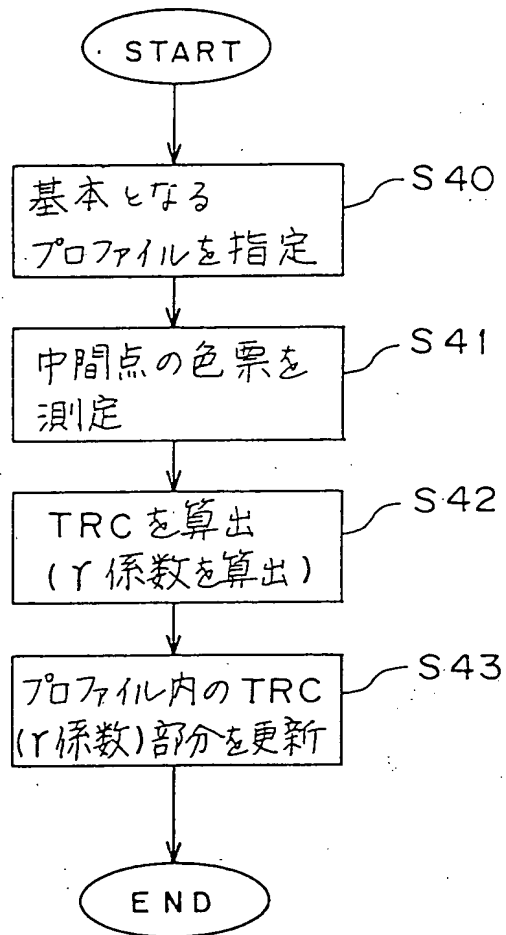 START
基本となる
プロファイルを指定
S40
中間点の色票を
測定
S41
TRCを算出
(γ係数を算出)
S42
プロファイル内のTRC
(γ係数)部分を更新
S43
END